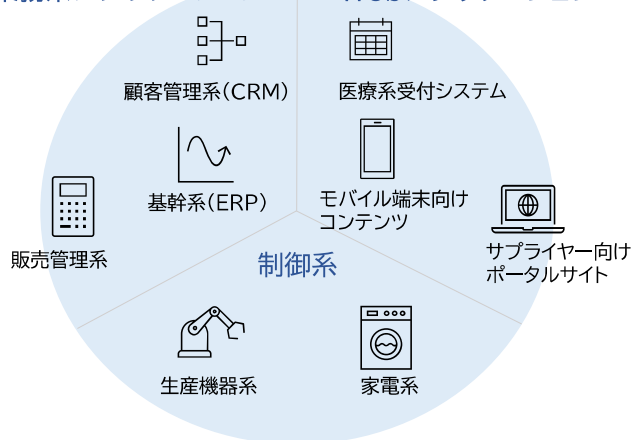 顧客管理系(CRM)
医療系受付システム
基幹系(ERP)
モバイル端末向け
コンテンツ
販売管理系
サプライヤー向け
ポータルサイト
制御系
生産機器系
家電系